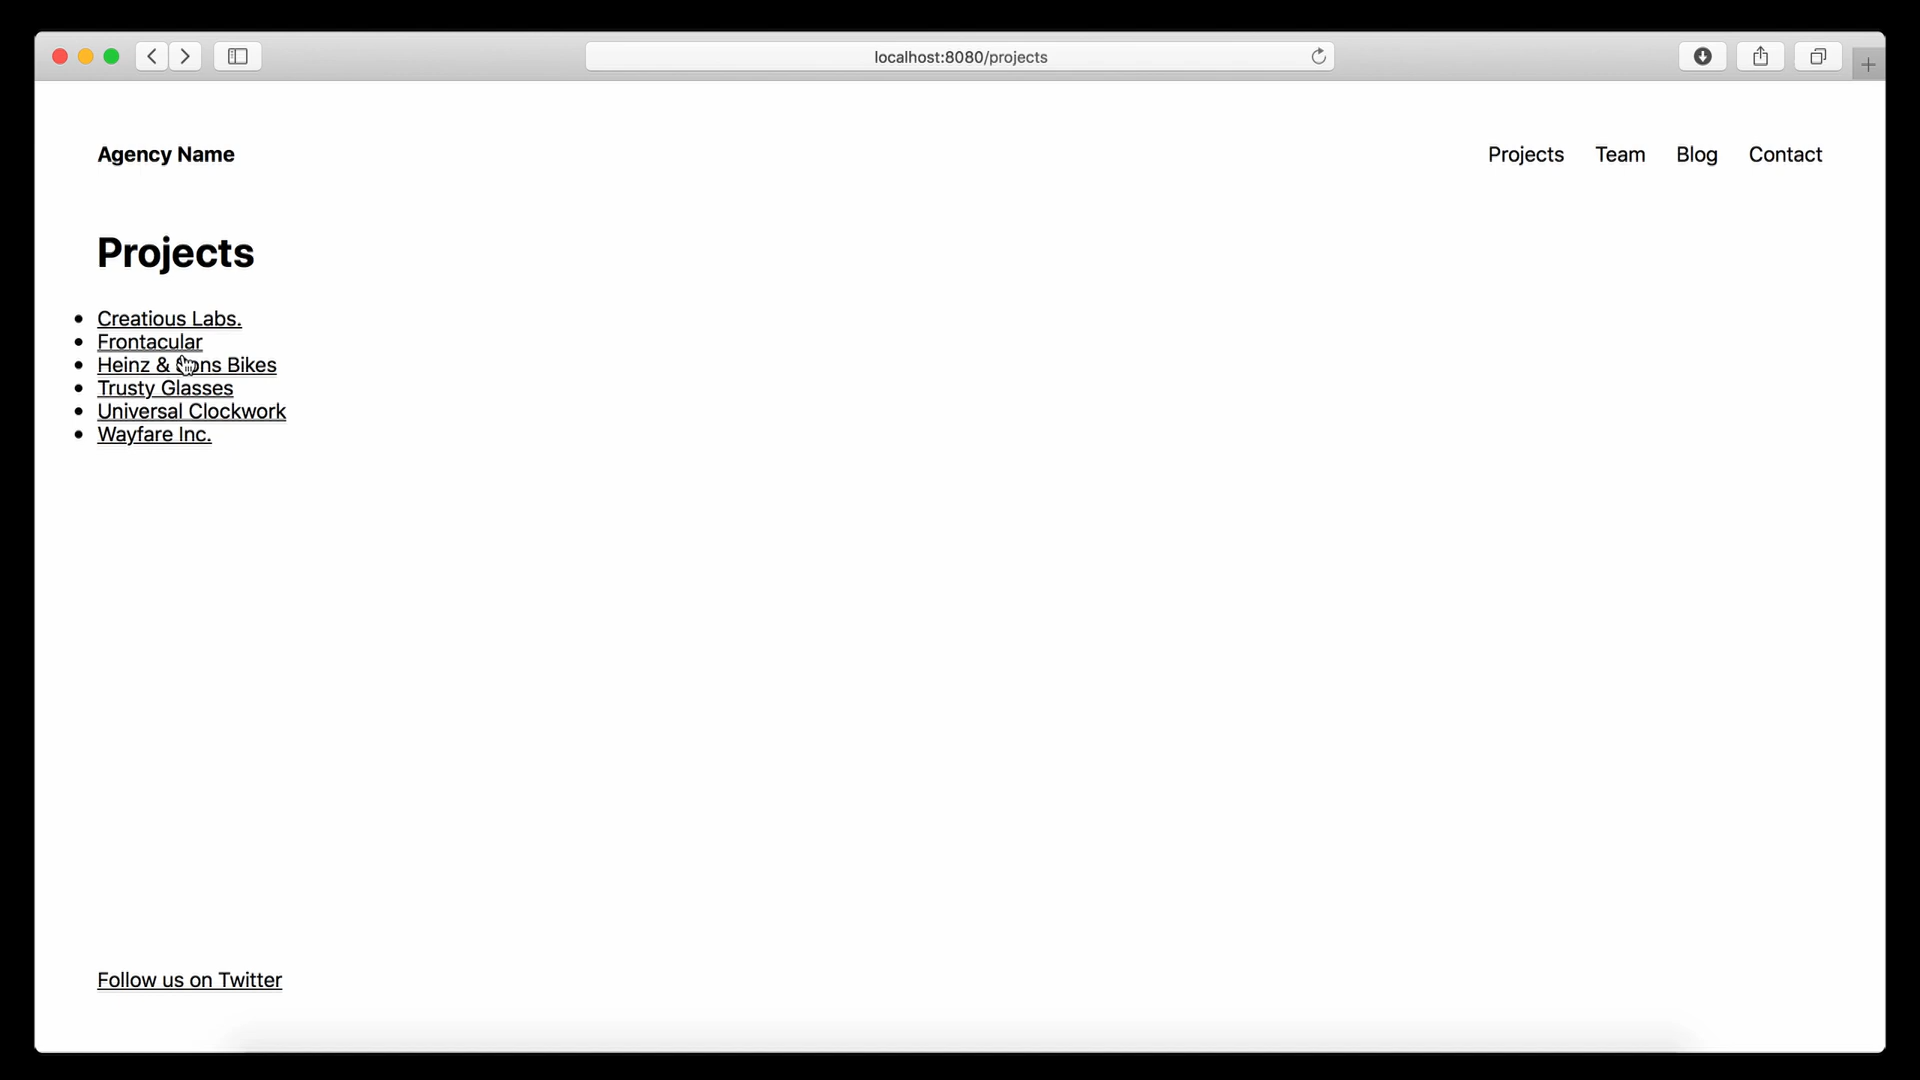 localhost:8080/projects
Agency Name
Projects Team Blog Contact
Projects
Creatious Labs.
Frontacular
Heinz & Sons Bikes
Trusty Glasses
Universal Clockwork
Wayfare Inc.
Follow us on Twitter